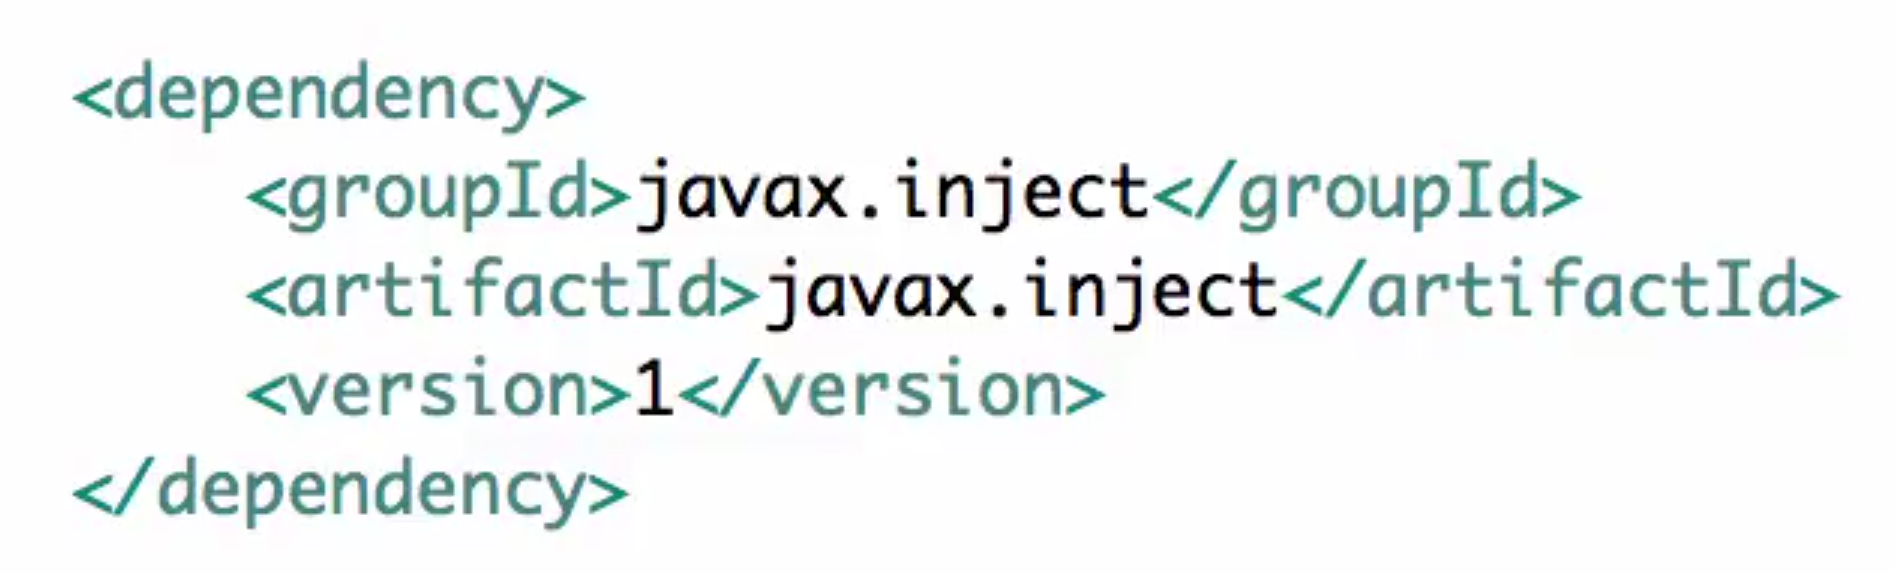 <dependency>
<groupId>javax.inject</groupId>
<artifactId>javax.inject</artifactId>
<version>1</version>
</dependency>